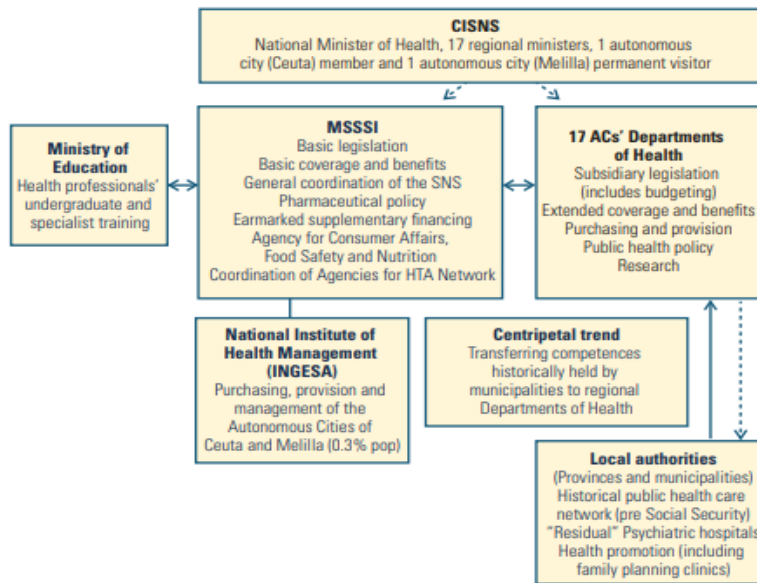 CISNS
National Minister of Health, 17 regional ministers, 1 autonomous
city (Ceuta) member and 1 autonomous city (Melilla) permanent visitor
Ministry of
Education
Health professionals’
undergraduate and
specialist training
MSSSI
Basic legislation
Basic coverage and benefits
General coordination of the SNS
Pharmaceutical policy
Earmarked supplementary financing
Agency for Consumer Affairs,
Food Safety and Nutrition
Coordination of Agencies for HTA Network
17 ACs’ Departments
of Health
Subsidiary legislation
(includes budgeting)
Extended coverage and benefits
Purchasing and provision
Public health policy
Research
National Institute of
Health Management
(INGESA)
Purchasing, provision and
management of the
Autonomous Cities of
Ceuta and Melilla (0.3% pop)
Centripetal trend
Transferring competences
historically held by
municipalities to regional
Departments of Health
Local authorities
(Provinces and municipalities)
Historical public health care
network (pre Social Security)
“Residual” Psychiatric hospitals
Health promotion (including
family planning clinics)